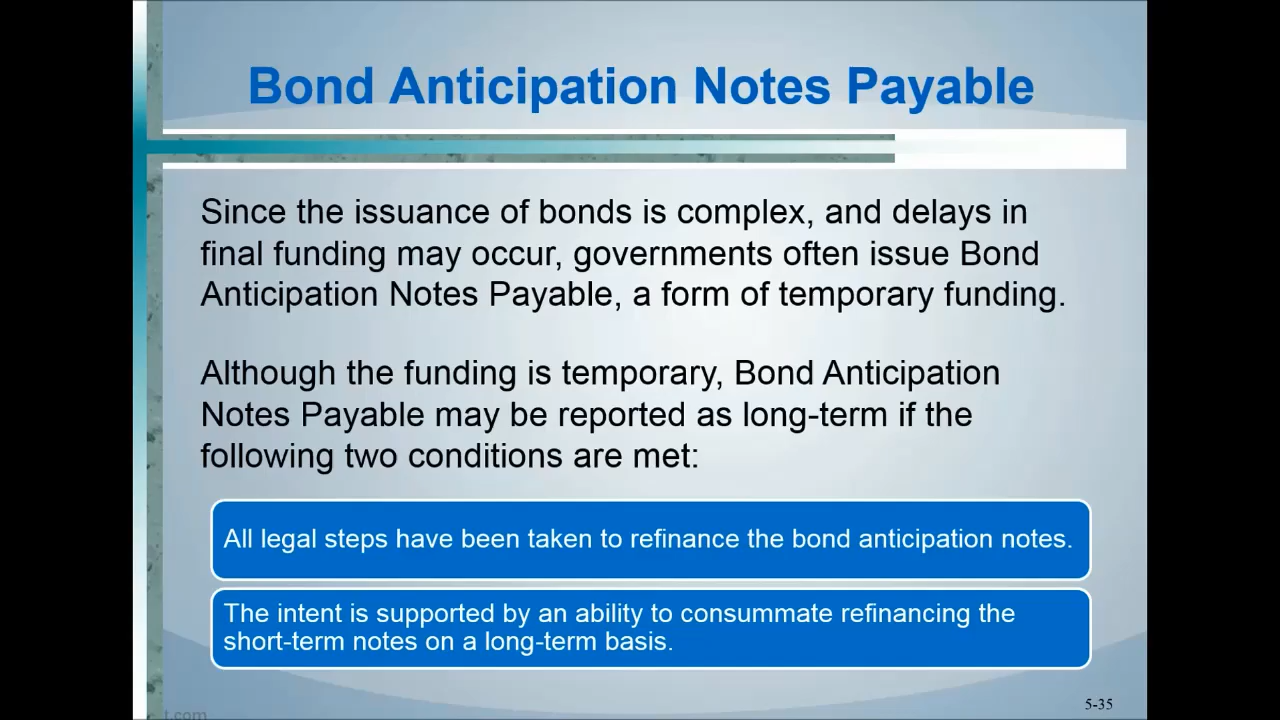 Bond Anticipation Notes Payable
Since the issuance of bonds is complex, and delays in
final funding may occur, governments often issue Bond
Anticipation Notes Payable, a form of temporary funding.
Although the funding is temporary, Bond Anticipation
Notes Payable may be reported as long-term if the
following two conditions are met:
All legal steps have been taken to refinance the bond anticipation notes.
The intent is supported by an ability to consummate refinancing the
short-term notes on a long-term basis.
5-35
t.com